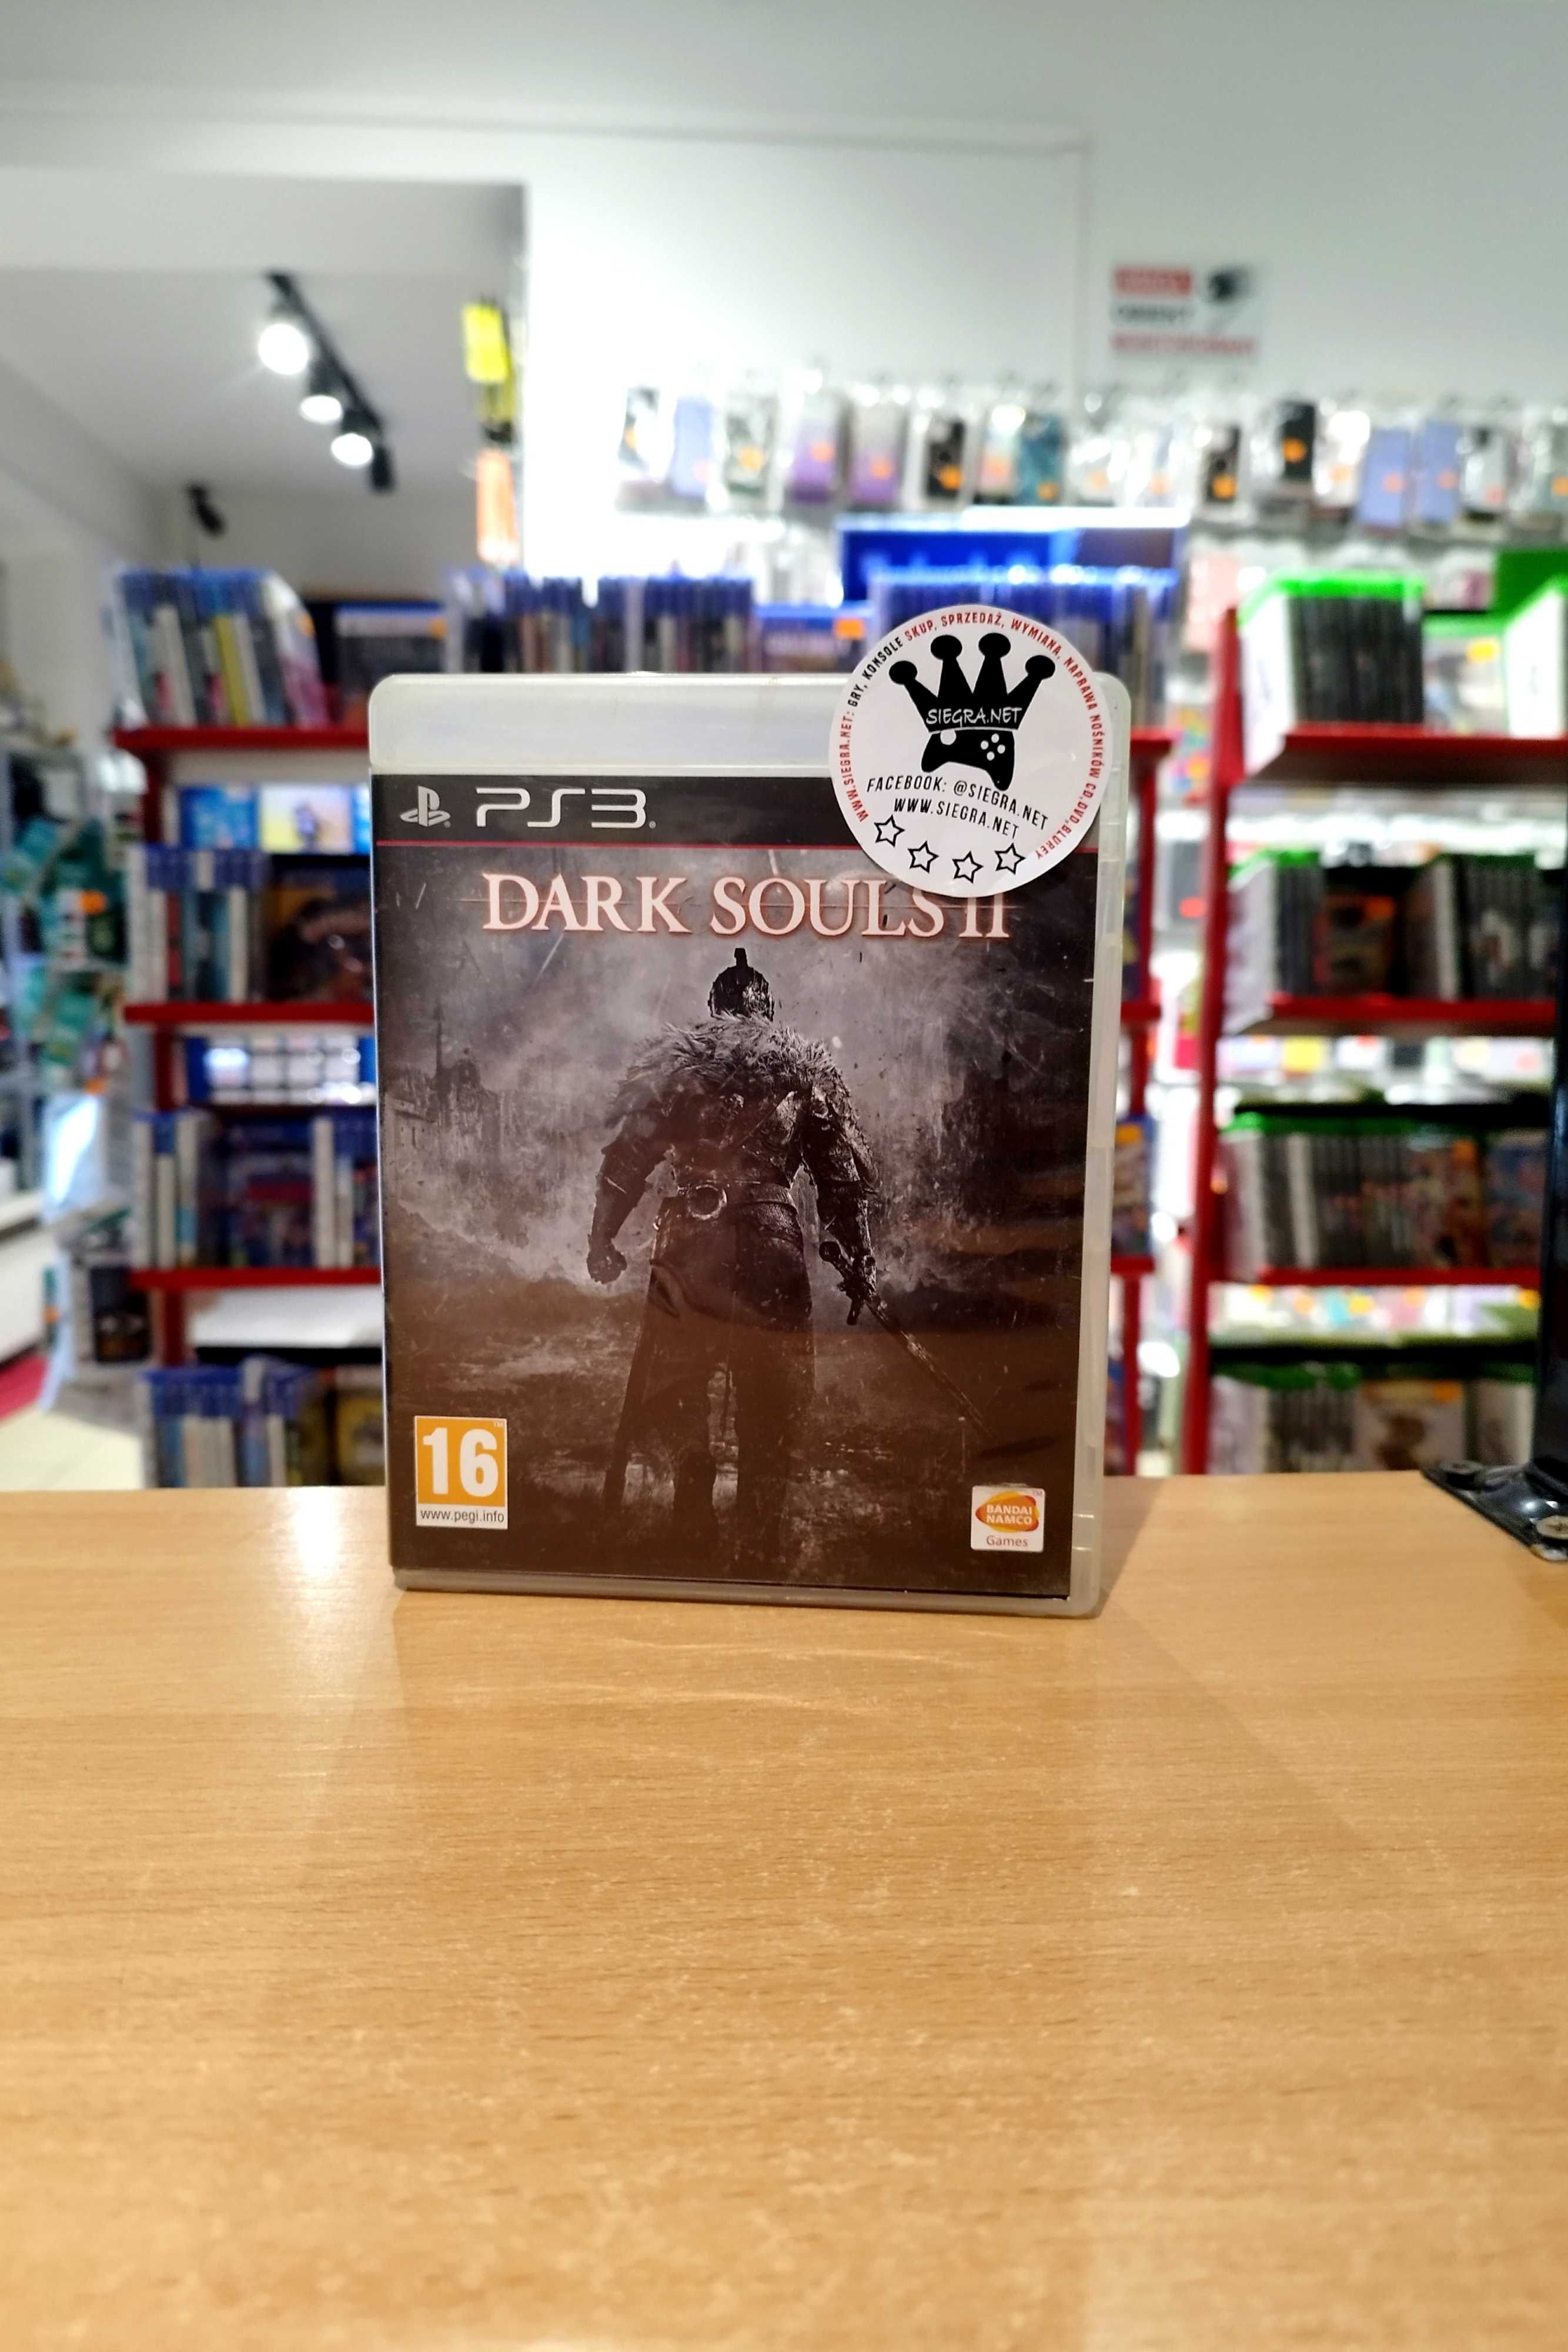 WWW.SIEGRA.NET: GRY, KONSOLE SKUP, SPRZEDAŻ, WYMIANA, NAPRAWA NOŚNIKÓW CD,DVD,BLUREY
SIEGRA.NET
FACEBOOK: @SIEGRA.NET
WWW.SIEGRA.NET
PS3
DARK SOULS II
16
www.pegi.info
BANDAI
NAMCO
Games